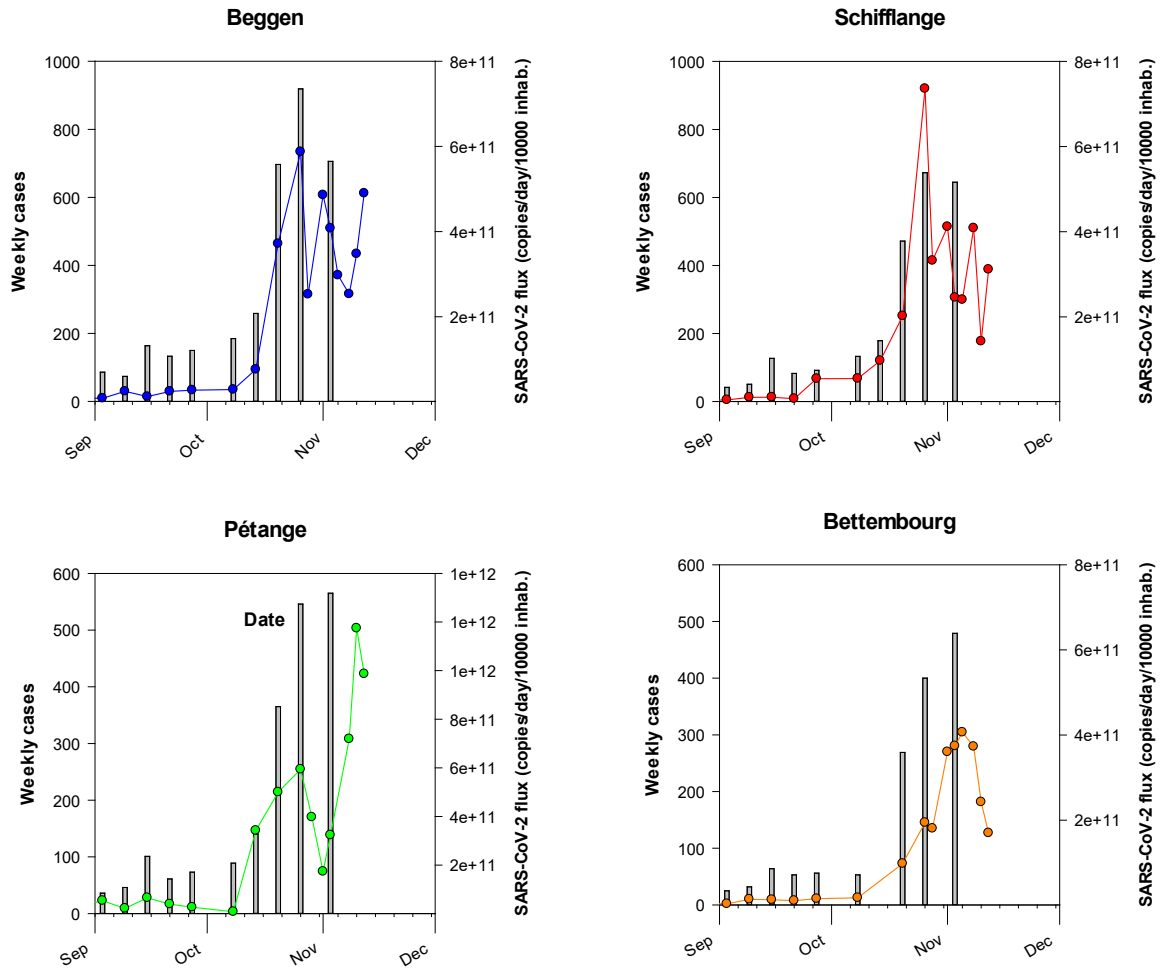 Beggen
1000
800
600
400
200
0
Weekly cases
8e+11
6e+11
4e+11
2e+11
SARS-CoV-2 flux (copies/day/10000 inhab.)
Sep
Oct
Nov
Dec
Schifflange
1000
800
600
400
200
0
Weekly cases
8e+11
6e+11
4e+11
2e+11
SARS-CoV-2 flux (copies/day/10000 inhab.)
Sep
Oct
Nov
Dec
Pétange
600
500
400
300
200
100
0
Weekly cases
Date
1e+12
1e+12
1e+12
8e+11
6e+11
4e+11
2e+11
SARS-CoV-2 flux (copies/day/10000 inhab.)
Sep
Oct
Nov
Dec
Bettembourg
600
500
400
300
200
100
0
Weekly cases
8e+11
6e+11
4e+11
2e+11
SARS-CoV-2 flux (copies/day/10000 inhab.)
Sep
Oct
Nov
Dec